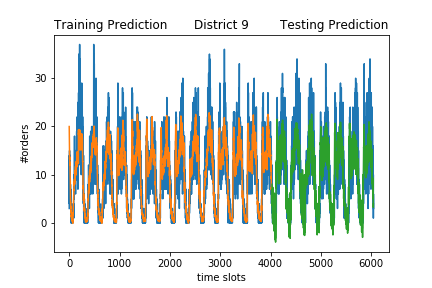 Training Prediction District 9 Testing Prediction
#orders
30
20
10
0
0 1000 2000 3000 4000 5000 6000
time slots